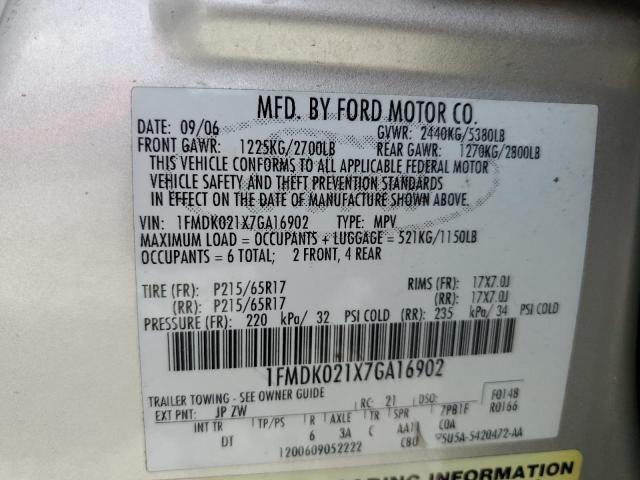 MFD. BY FORD MOTOR CO.
DATE: 09/06 GVWR: 2440KG/5380LB
FRONT GAWR: 1225KG/2700LB REAR GAWR: 1270KG/2800LB
THIS VEHICLE CONFORMS TO ALL APPLICABLE FEDERAL MOTOR
VEHICLE SAFETY AND THEFT PREVENTION STANDARDS
IN EFFECT ON THE DATE OF MANUFACTURE SHOWN ABOVE.
VIN: 1FMDK021X7GA16902 TYPE: MPV
MAXIMUM LOAD = OCCUPANTS + LUGGAGE = 521KG/1150LB
OCCUPANTS = 6 TOTAL; 2 FRONT, 4 REAR
TIRE (FR): P215/65R17 RIMS (FR): 17X7.0J
(RR): P215/65R17 (RR): 17X7.0J
PRESSURE (FR): 220 kPa/ 32 PSI COLD (RR): 235 kPa/ 34 PSI COLD
1FMDK021X7GA16902
TRAILER TOWING - SEE OWNER GUIDE
EXT PNT: JP ZW RC: 21 DSO: F0148
R0166
INT TR TP/PS R AXLE TR SPR 7P81F
DT 6 3A C AA11 C0A
1200609052222 CBU 5U5A-5420472-AA
INFORMATION